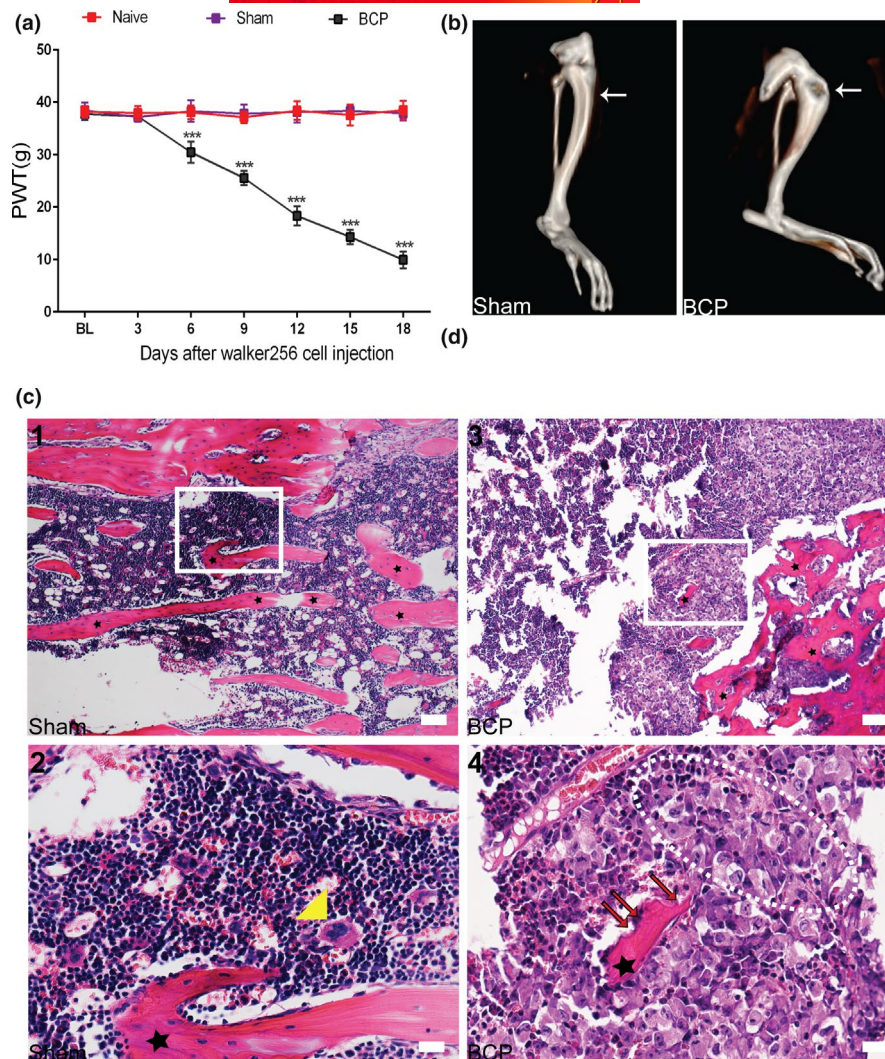 (a)
Naive Sham BCP
50
40
30
20
10
0
PWT(g)
***
***
***
***
***
BL 3 6 9 12 15 18
Days after walker256 cell injection
(b)
Sham
BCP
(d)
(c)
1
Sham
3
BCP
2
Sham
4
BCP